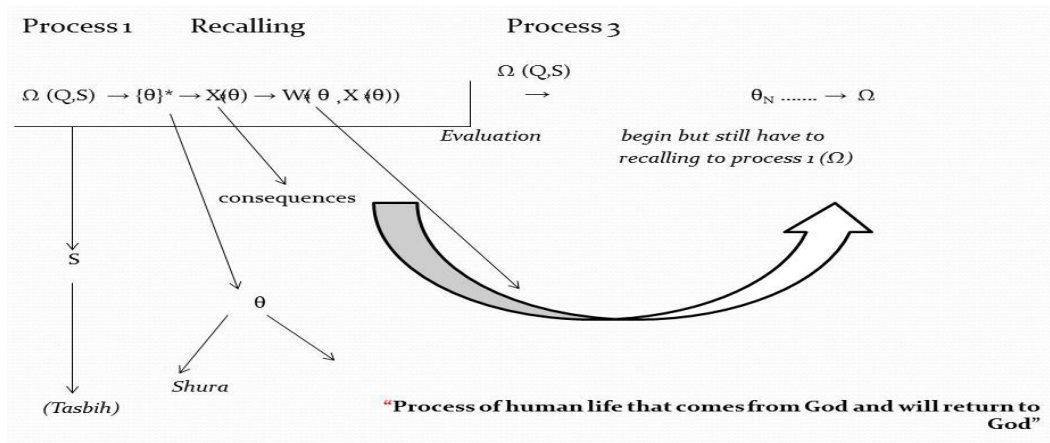 Process 1 Recalling Process 3
Ω (Q,S)
Ω (Q,S) → {θ}* → X(θ) → W( θ ,X (θ)) → θN ....... → Ω
Evaluation begin but still have to
recalling to process 1 (Ω)
consequences
S
θ
Shura
(Tasbih)
“Process of human life that comes from God and will return to
God”